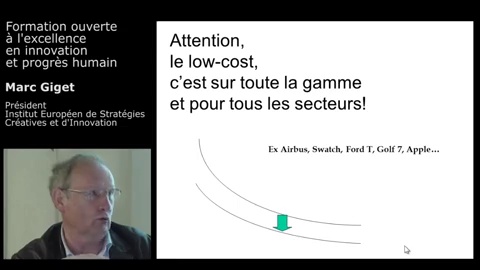 Formation ouverte
à l'excellence
en innovation
et progrès humain
Marc Giget
Président
Institut Européen de Stratégies
Créatives et d'Innovation
Attention,
le low-cost,
c'est sur toute la gamme
et pour tous les secteurs!
Ex Airbus, Swatch, Ford T, Golf 7, Apple…